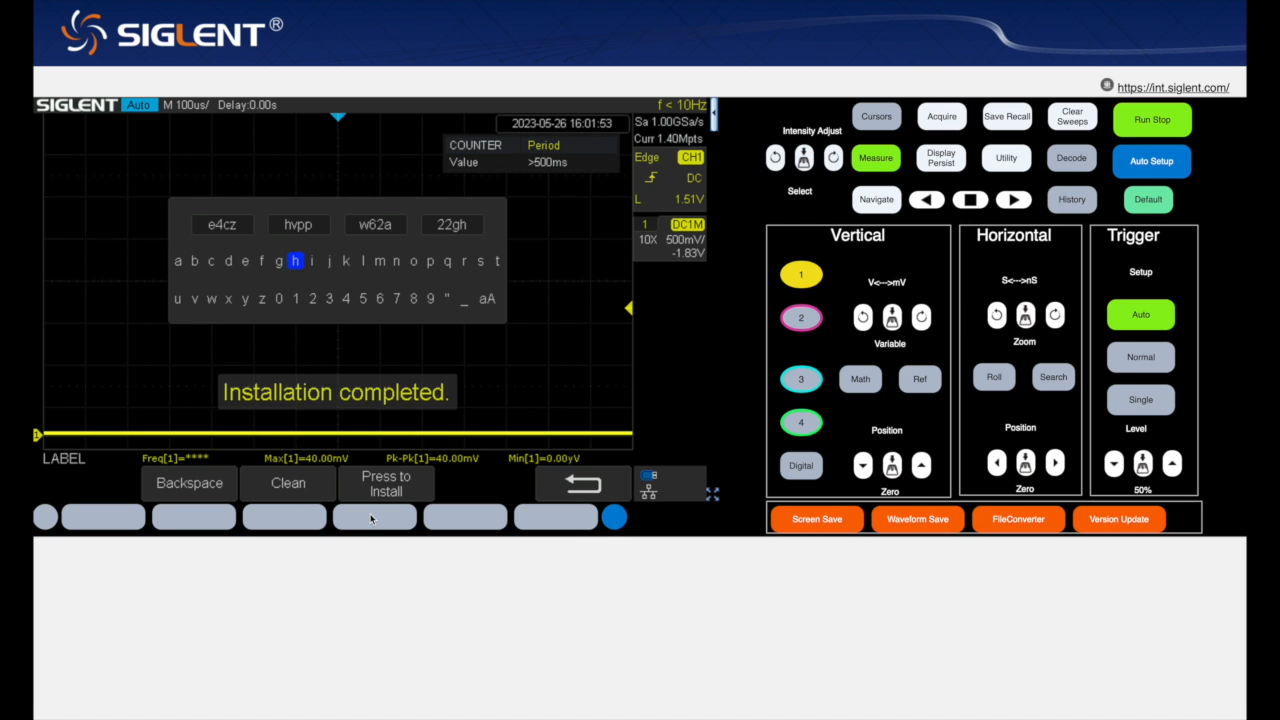 SIGLENT®
https://int.siglent.com/
SIGLENT Auto M 100us/ Delay:0.00s f < 10Hz
2023-05-26 16:01:53
Sa 1.00GSa/s
Curr 1.40Mpts
COUNTER Period
Value >500ms
Edge CH1
DC
L 1.51V
1 DC1M
10X 500mV/
-1.83V
e4cz hvpp w62a 22gh
a b c d e f g h i j k l m n o p q r s t
u v w x y z 0 1 2 3 4 5 6 7 8 9 " _ aA
Installation completed.
1
LABEL Freq[1]=**** Max[1]=40.00mV Pk-Pk[1]=40.00mV Min[1]=0.00yV
Backspace Clean Press to
Install
Intensity Adjust
Select
Cursors Acquire Save Recall Clear
Sweeps Run Stop
Measure Display
Persist Utility Decode Auto Setup
Navigate History Default
Vertical
1
V<--->mV
2
Variable
3 Math Ref
4
Position
Digital
Zero
Horizontal
S<--->nS
Zoom
Roll Search
Position
Zero
Trigger
Setup
Auto
Normal
Single
Level
50%
Screen Save Waveform Save FileConverter Version Update